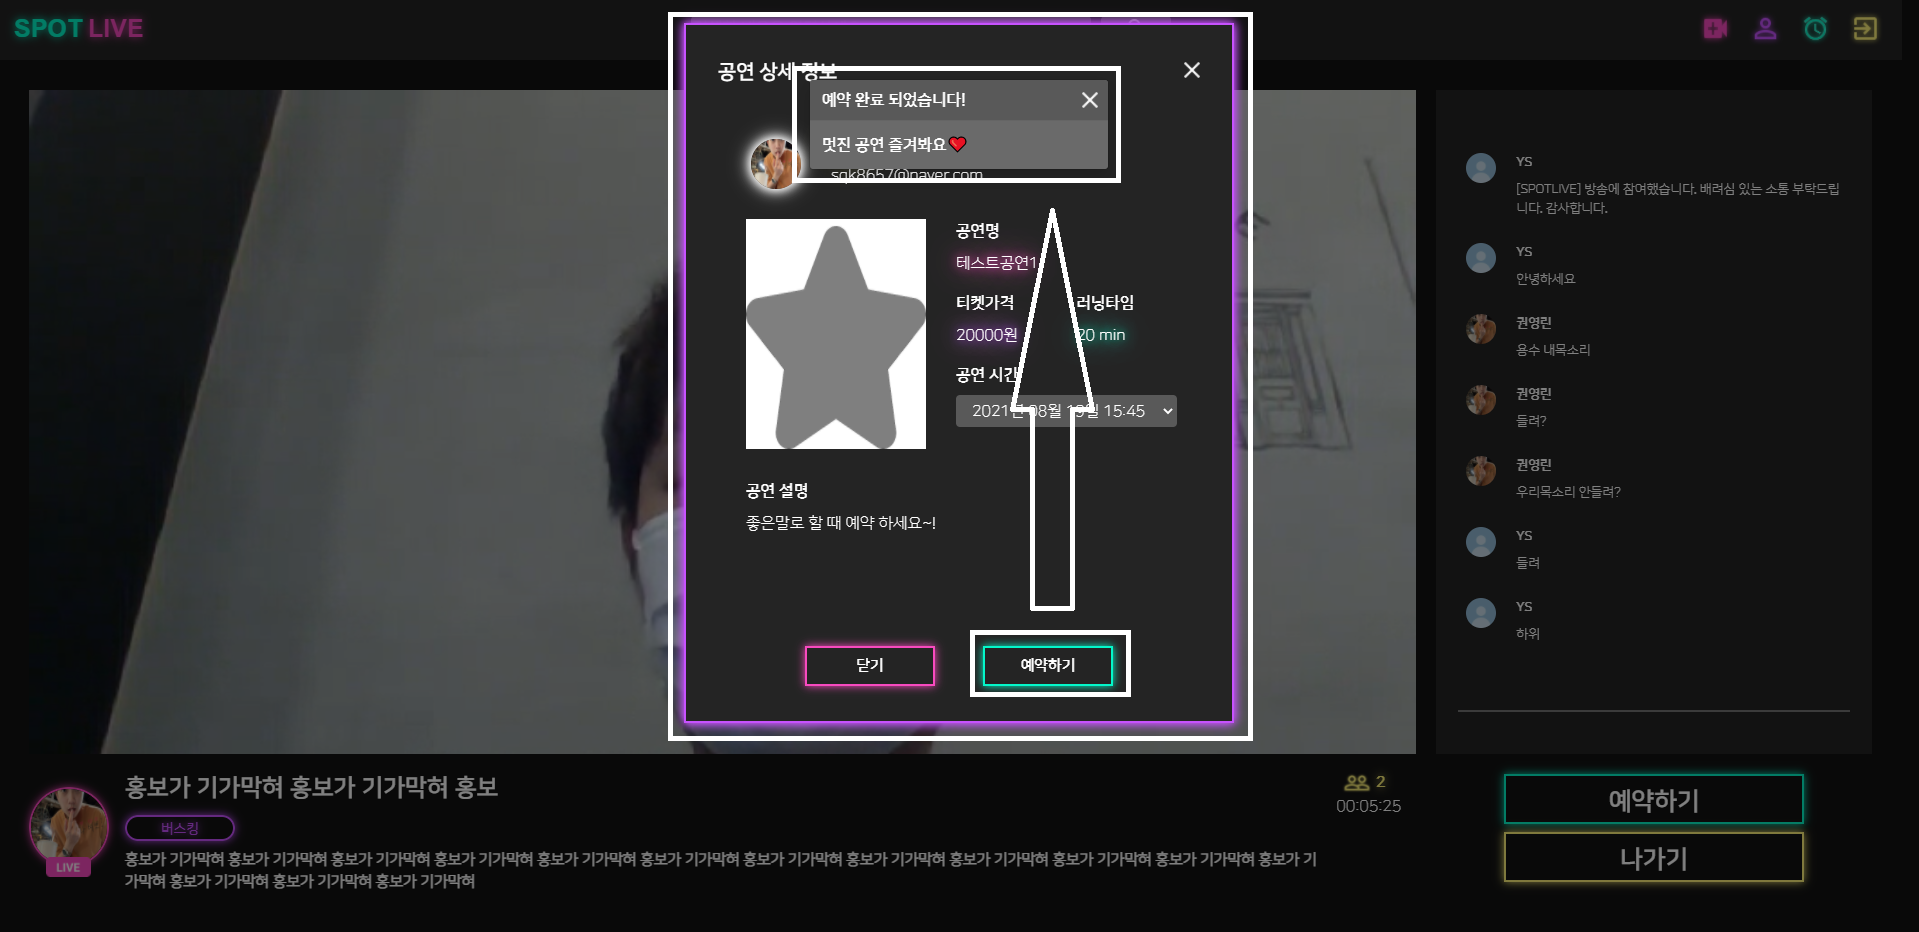 SPOT LIVE
공연 상세 정보
예약 완료 되었습니다!
멋진 공연 즐겨봐요
sqk8657@naver.com
공연명
테스트공연1
티켓가격
러닝타임
20000원
20 min
공연 시간
2021년 08월 19일 15:45
공연 설명
좋은말로 할 때 예약 하세요~!
닫기
예약하기
YS
[SPOTLIVE] 방송에 참여했습니다. 배려심 있는 소통 부탁드립
니다. 감사합니다.
YS
안녕하세요
권영린
용수 내목소리
권영린
들려?
권영린
우리목소리 안들려?
YS
들려
YS
하위
홍보가 기가막혀 홍보가 기가막혀 홍보
버스킹
LIVE
홍보가 기가막혀 홍보가 기가막혀 홍보가 기가막혀 홍보가 기가막혀 홍보가 기가막혀 홍보가 기가막혀 홍보가 기가막혀 홍보가 기가막혀 홍보가 기가막혀 홍보가 기가막혀 홍보가 기가막혀 홍보가 기
가막혀 홍보가 기가막혀 홍보가 기가막혀 홍보가 기가막혀
2
00:05:25
예약하기
나가기